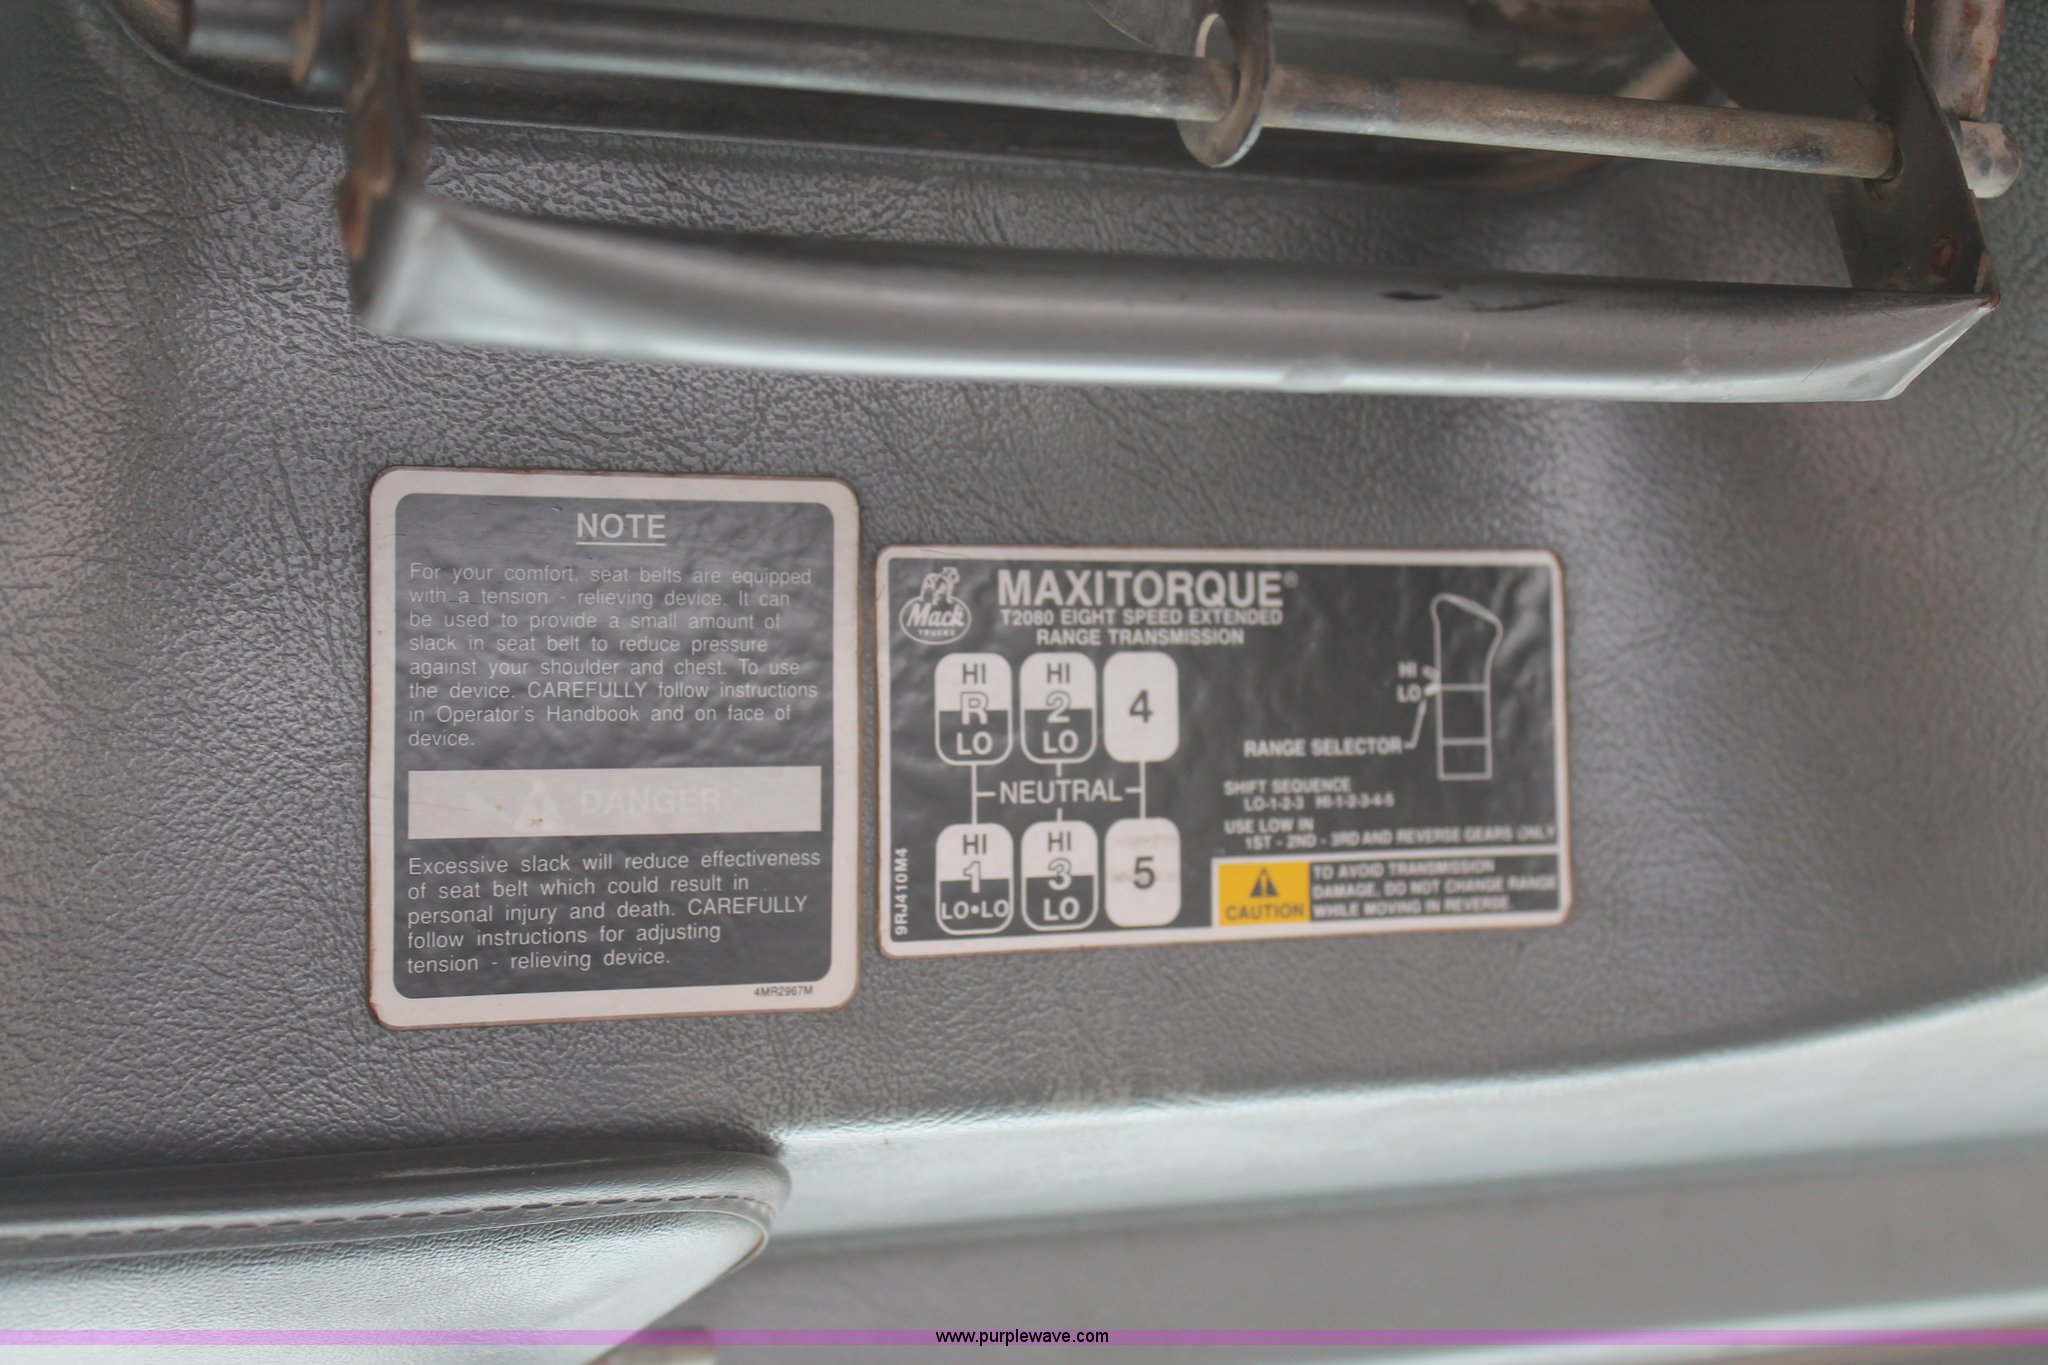 NOTE
For your comfort. seat belts are equipped
with a tension - relieving device. It can
be used to provide a small amount of
slack in seat belt to reduce pressure
against your shoulder and chest. To use
the device. CAREFULLY follow instructions
in Operator's Handbook and on face of
device.
DANGER
Excessive slack will reduce effectiveness
of seat belt which could result in
personal injury and death. CAREFULLY
follow instructions for adjusting
tension - relieving device.
4MR2967M
Mack
TRUCKS
MAXITORQUE®
T2080 EIGHT SPEED EXTENDED
RANGE TRANSMISSION
HI HI
R 2 4
LO LO
NEUTRAL
HI HI
1 3 5
LO•LO LO
9RJ410M4
HI
LO
RANGE SELECTOR
SHIFT SEQUENCE
LO-1-2-3 HI-1-2-3-4-5
USE LOW IN
1ST - 2ND - 3RD AND REVERSE GEARS ONLY
CAUTION
TO AVOID TRANSMISSION
DAMAGE, DO NOT CHANGE RANGE
WHILE MOVING IN REVERSE.
www.purplewave.com